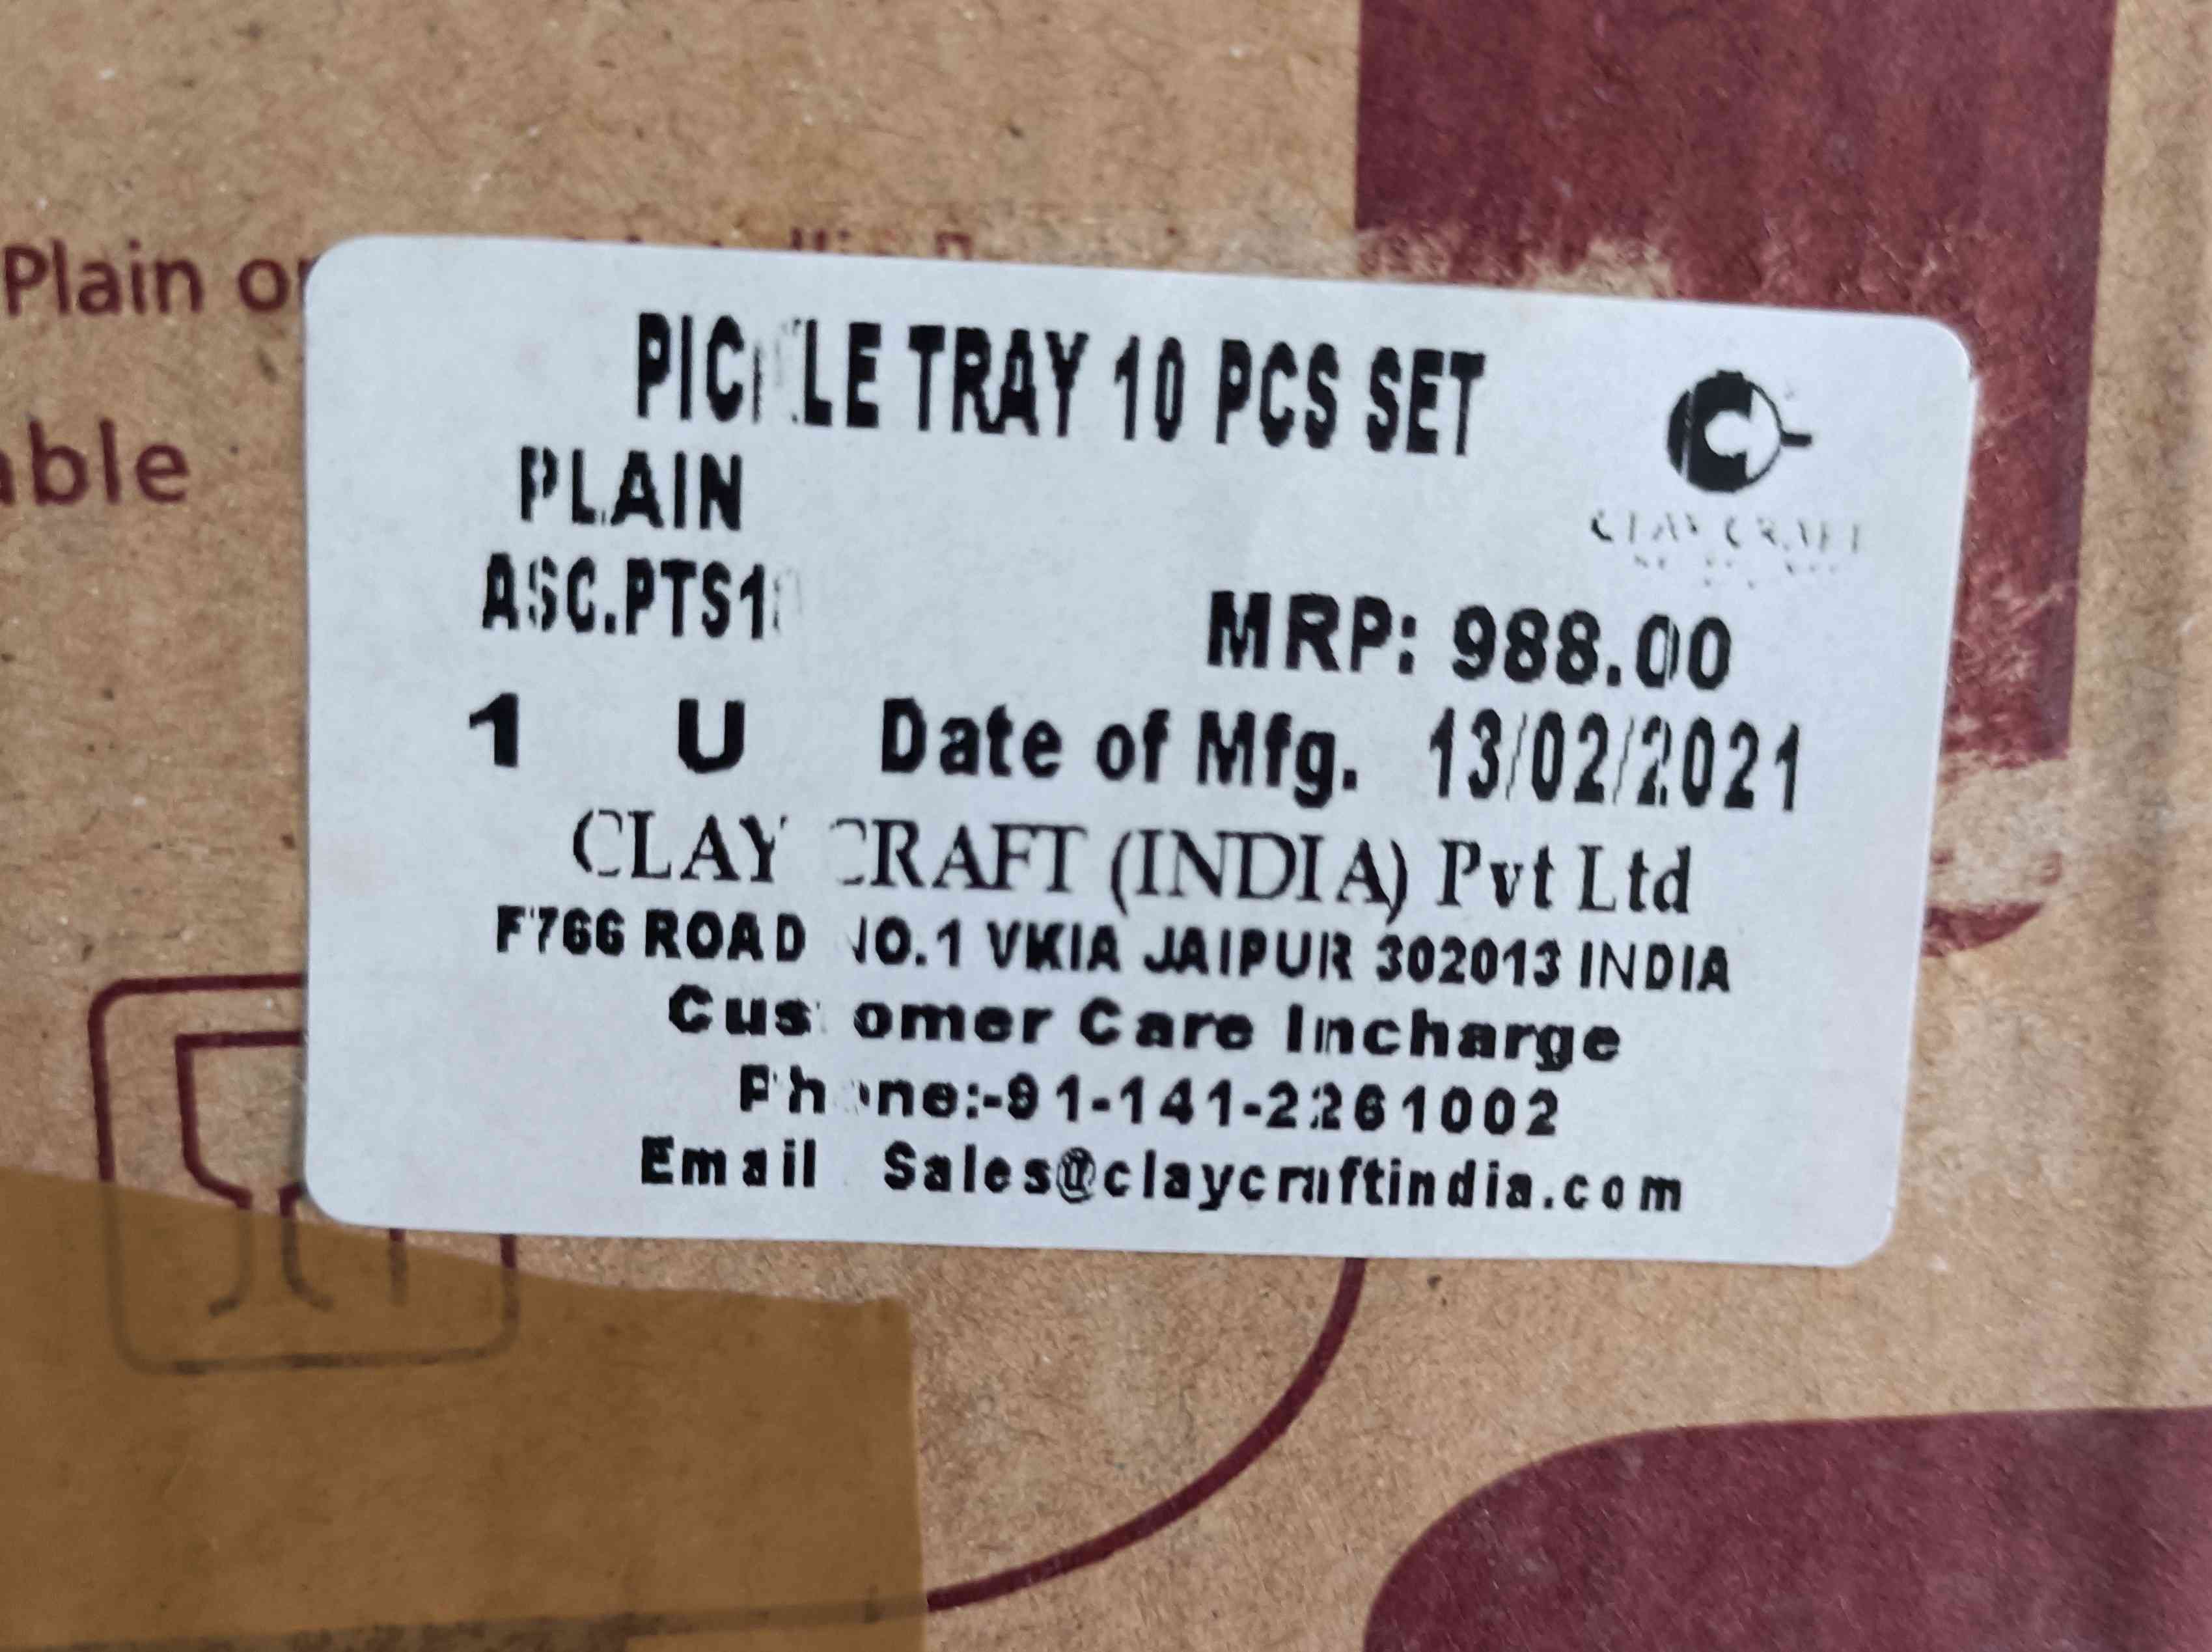 Plain or
able
PICKLE TRAY 10 PCS SET
PLAIN
CLAY CRAFT
ASC.PTS10
MRP: 988.00
1 U Date of Mfg. 13/02/2021
CLAY CRAFT (INDIA) Pvt Ltd
F766 ROAD NO.1 VKIA JAIPUR 302013 INDIA
Customer Care Incharge
Phone:-91-141-2261002
Email Sales@claycraftindia.com